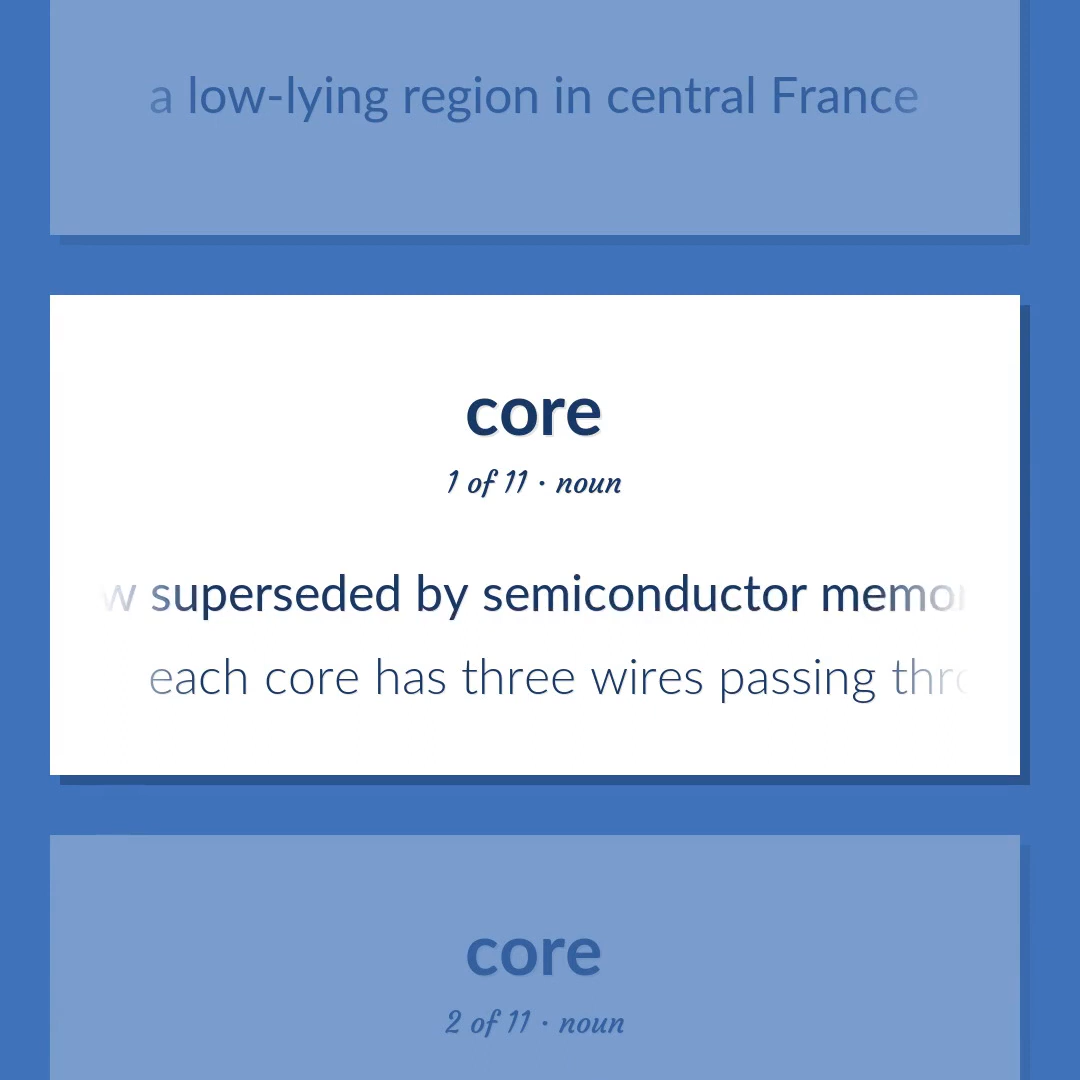 a low-lying region in central France
core
1 of 11 · noun
superseded by semiconductor
each core has three wires passing
core
2 of 11 · noun